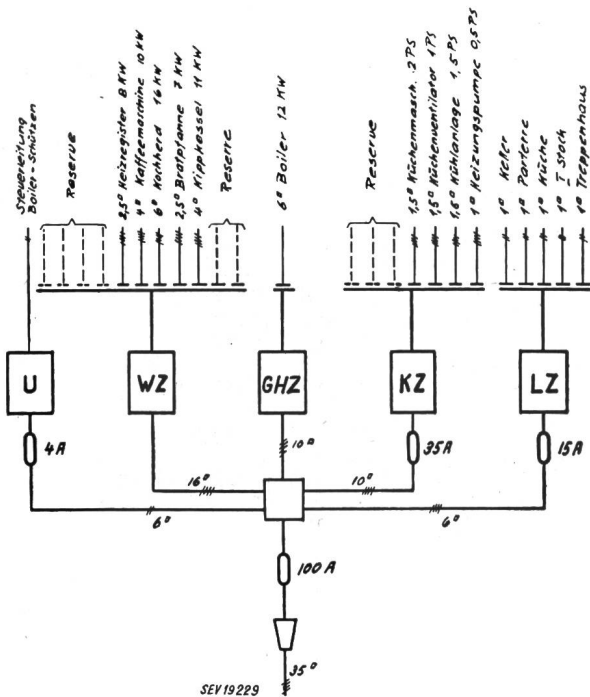 Steuerleitung
Boiler-Schützen
Reserve
2,5▫ Heizregister 8 KW
4▫ Kaffeemaschine 10 KW
6▫ Kochherd 16 KW
2,5▫ Bratpfanne 7 KW
4▫ Kippkessel 11 KW
Reserve
6▫ Boiler 12 KW
Reserve
1,5▫ Küchenmasch. 2 PS
1,5▫ Küchenventilator 1 PS
1,6▫ Kühlanlage 1,5 PS
1▫ Heizungspumpe 0,5 PS
1▫ Keller
1▫ Parterre
1▫ Küche
1▫ I Stock
1▫ Treppenhaus
U
WZ
GHZ
KZ
LZ
4A
10▫
35A
15A
16▫
10▫
6▫
6▫
100 A
35▫
SEV 19229